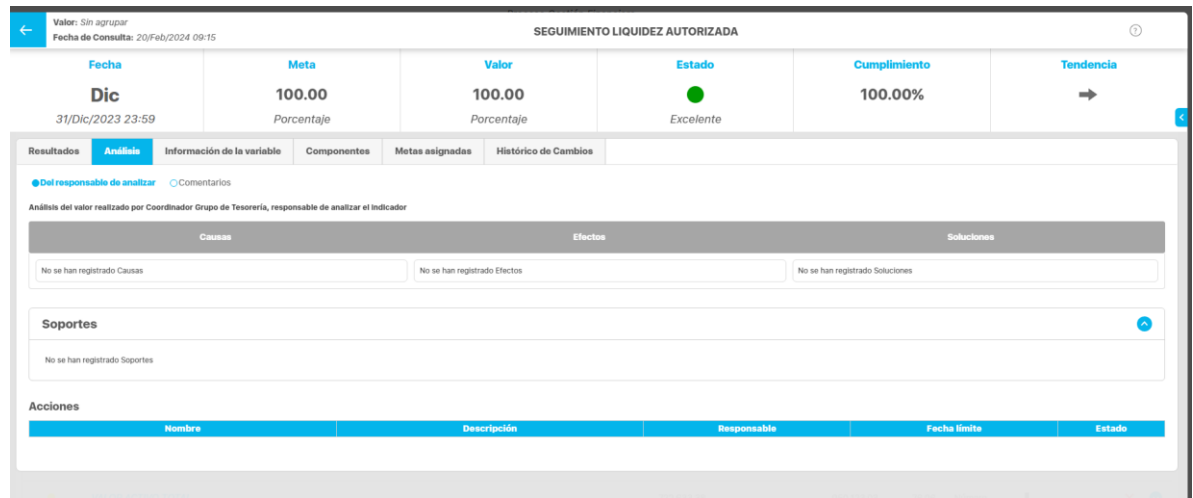 Valor: Sin agrupar
Fecha de Consulta: 20/Feb/2024 09:15
SEGUIMIENTO LIQUIDEZ AUTORIZADA
Fecha Meta Valor Estado Cumplimiento Tendencia
Dic 100.00 100.00 100.00%
31/Dic/2023 23:59 Porcentaje Porcentaje Excelente
Resultados Análisis Información de la variable Componentes Metas asignadas Histórico de Cambios
Del responsable de analizar Comentarios
Análisis del valor realizado por Coordinador Grupo de Tesorería, responsable de analizar el indicador
Causas Efectos Soluciones
No se han registrado Causas No se han registrado Efectos No se han registrado Soluciones
Soportes
No se han registrado Soportes
Acciones
Nombre Descripción Responsable Fecha límite Estado